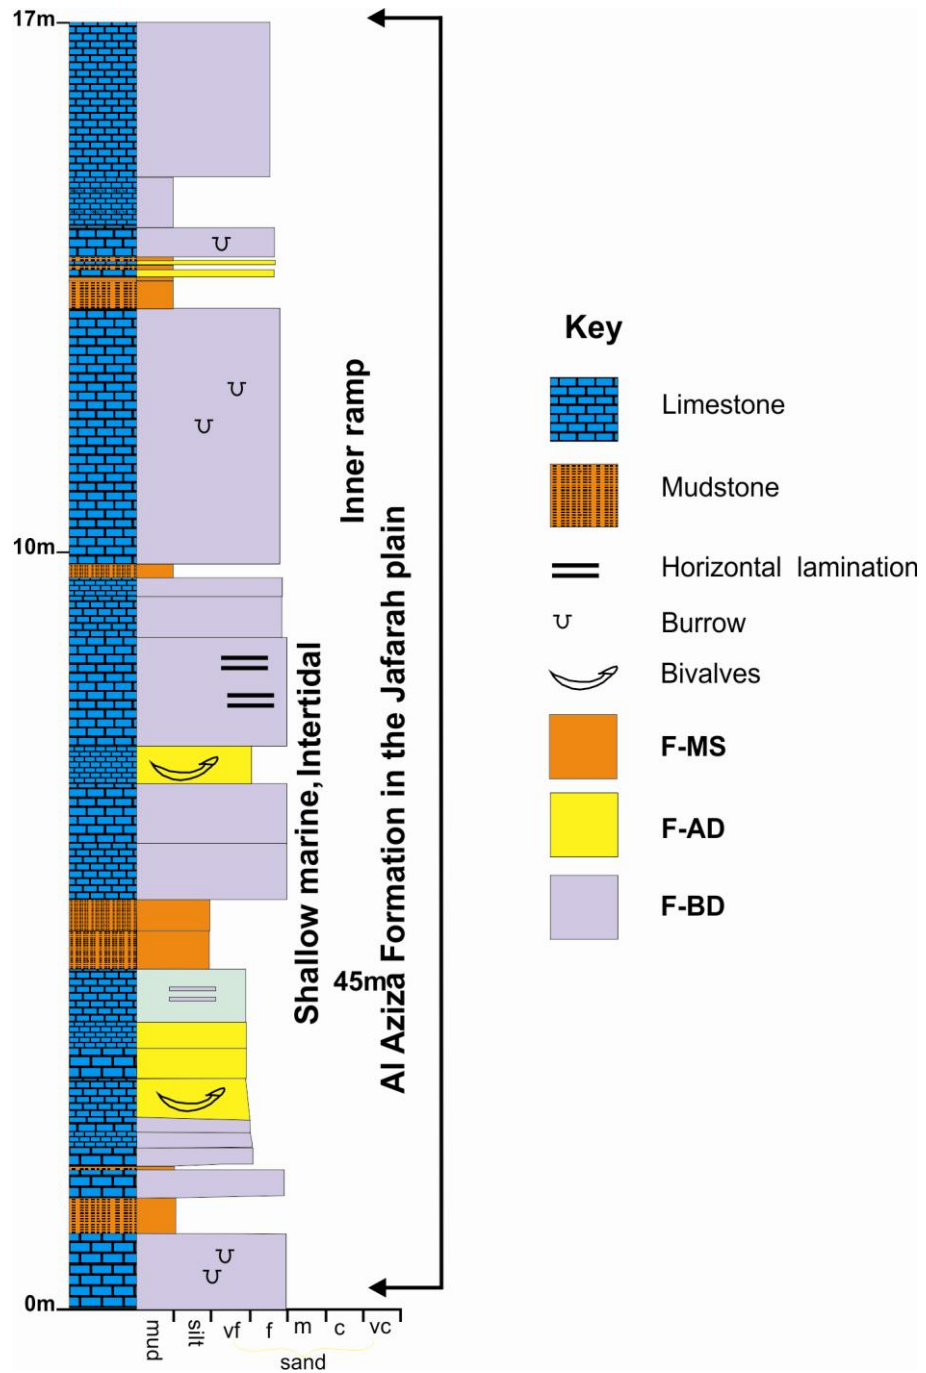 17m
10m
0m
mud
silt
vf
f
m
c
vc
sand
Shallow marine, Intertidal
Inner ramp
45m
Al Aziza Formation in the Jafarah plain
Key
Limestone
Mudstone
Horizontal lamination
Burrow
Bivalves
F-MS
F-AD
F-BD